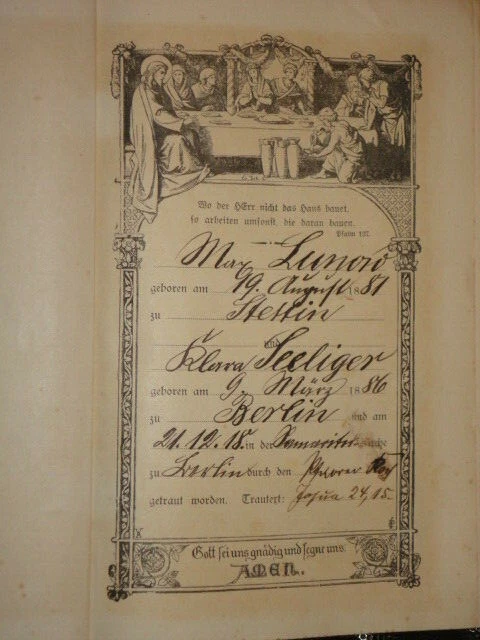 Wo der HErr nicht das Haus bauet,
so arbeiten umsonst, die daran bauen.
Psalm 127.
Max Lunow
geboren am 19. August 1881
zu Stettin
und
Klara Seeliger
geboren am 9. März 1886
zu Berlin und am
21.12.18. in der Samariter-Kirche
zu Berlin durch den Pfarrer
getraut worden. Trautext: Josua 24, 15.
Gott sei uns gnädig und segne uns.
AMEN.